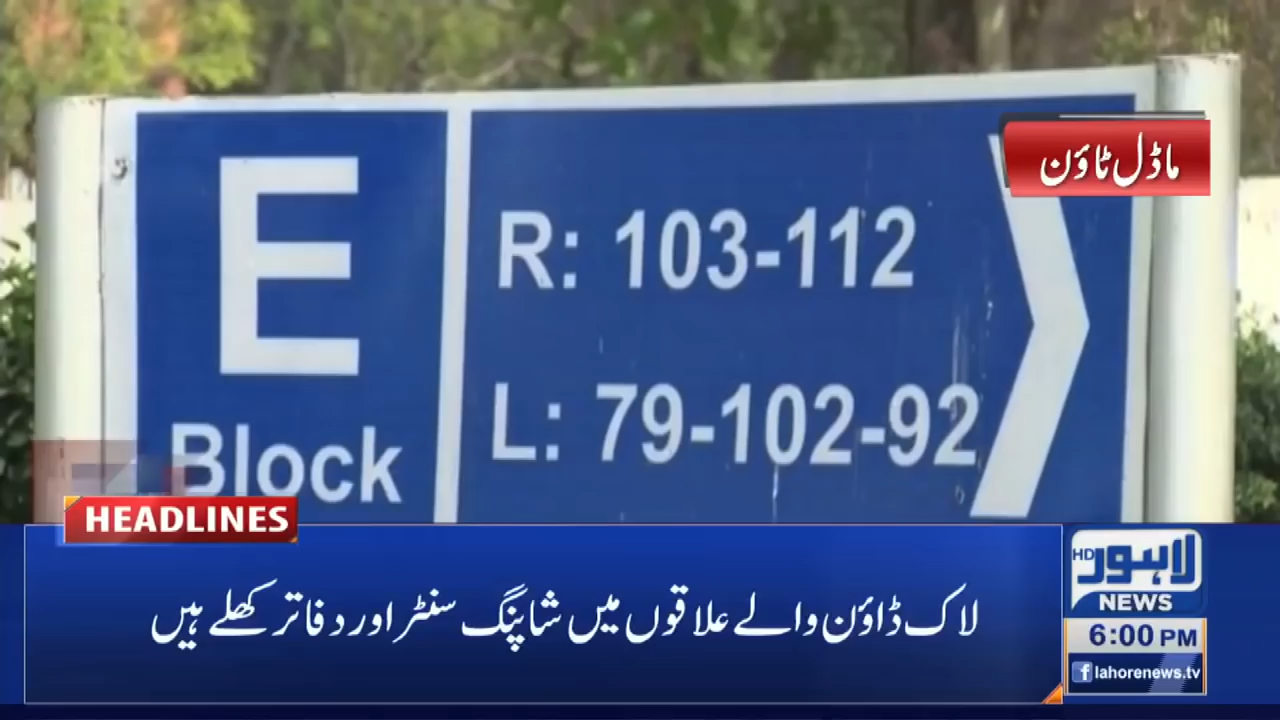 ماڈل ٹاؤن
E
Block
R: 103-112
L: 79-102-92
HEADLINES
لاک ڈاؤن والے علاقوں میں شاپنگ سنٹر اور دفاتر کھلے ہیں
لاہور HD
NEWS
6:00 PM
f lahorenews.tv